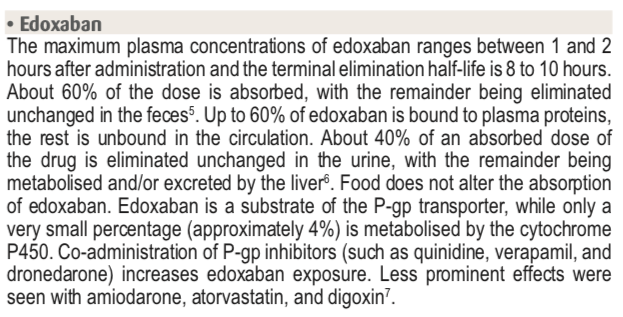 • Edoxaban
The maximum plasma concentrations of edoxaban ranges between 1 and 2
hours after administration and the terminal elimination half-life is 8 to 10 hours.
About 60% of the dose is absorbed, with the remainder being eliminated
unchanged in the feces⁵. Up to 60% of edoxaban is bound to plasma proteins,
the rest is unbound in the circulation. About 40% of an absorbed dose of
the drug is eliminated unchanged in the urine, with the remainder being
metabolised and/or excreted by the liver⁶. Food does not alter the absorption
of edoxaban. Edoxaban is a substrate of the P-gp transporter, while only a
very small percentage (approximately 4%) is metabolised by the cytochrome
P450. Co-administration of P-gp inhibitors (such as quinidine, verapamil, and
dronedarone) increases edoxaban exposure. Less prominent effects were
seen with amiodarone, atorvastatin, and digoxin⁷.